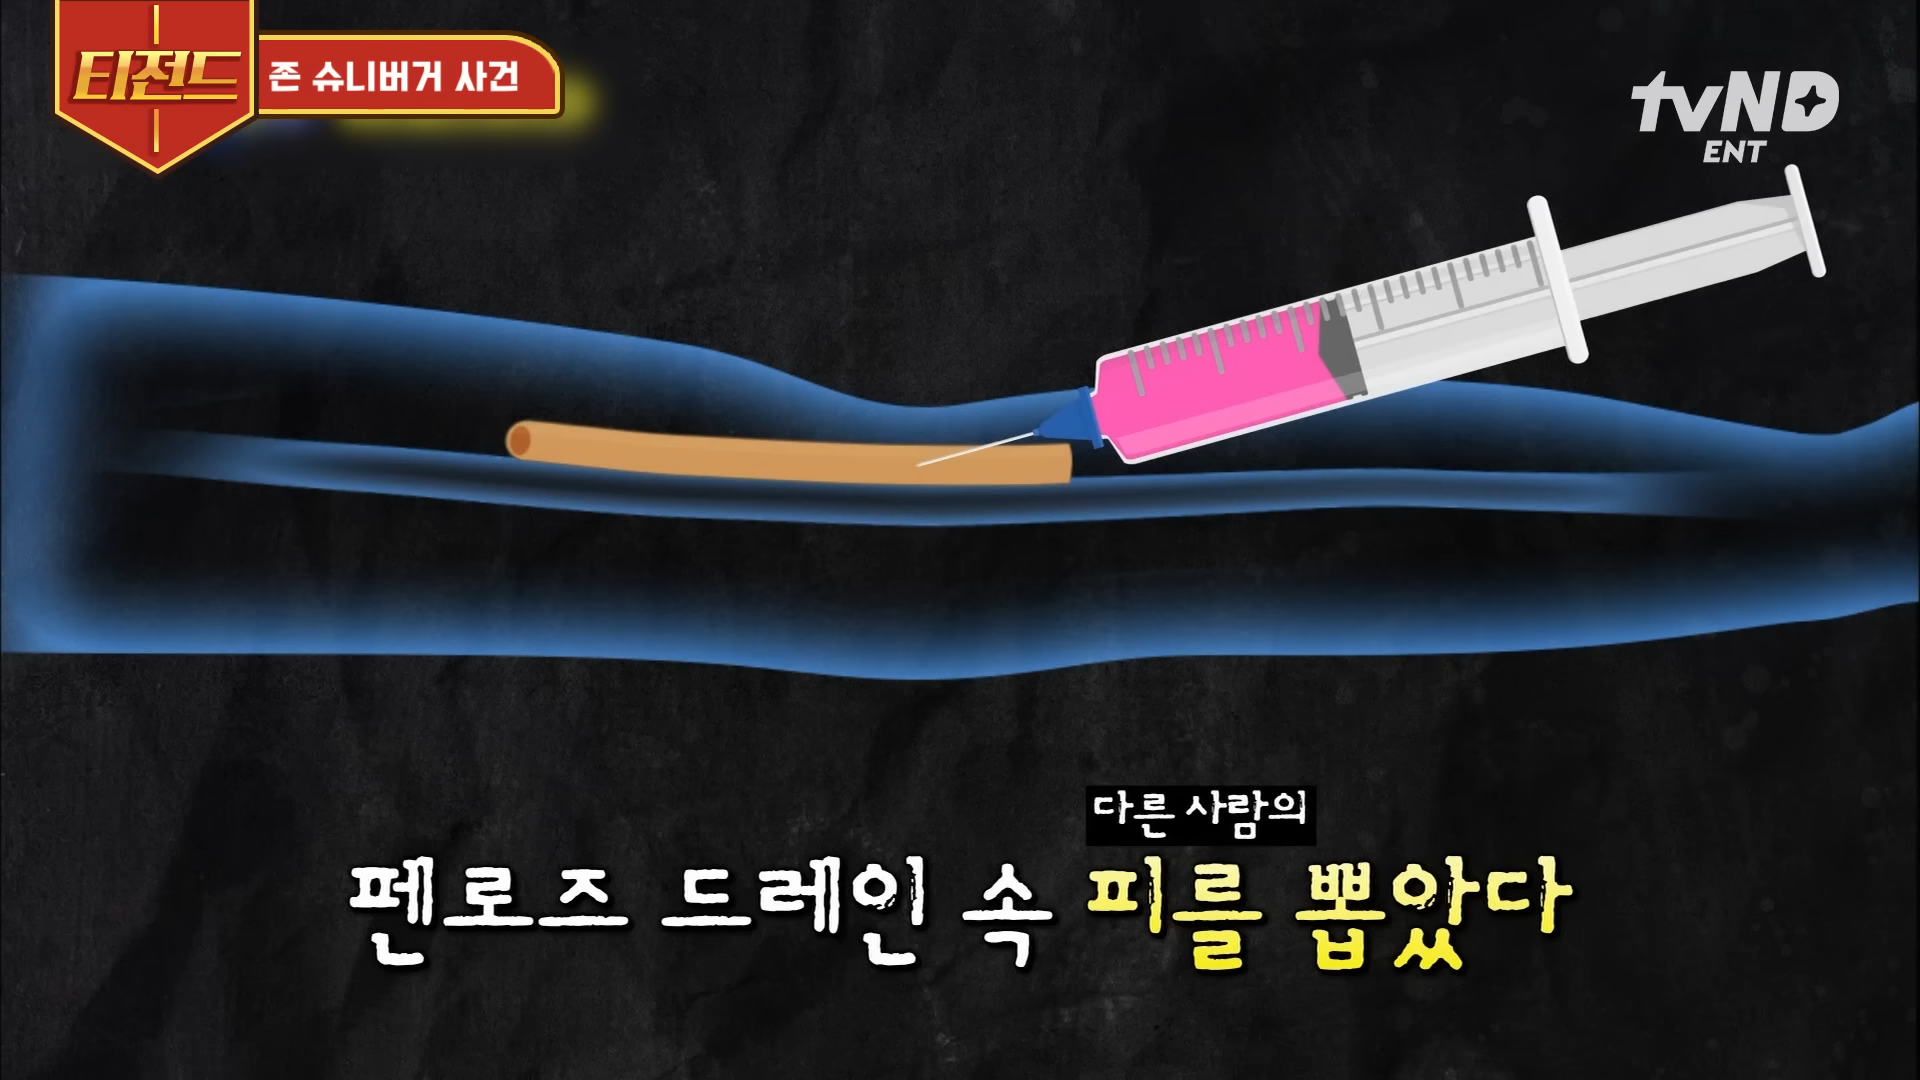 티전드
존 슈니버거 사건
tvND
ENT
다른 사람의
펜로즈 드레인 속 피를 뽑았다